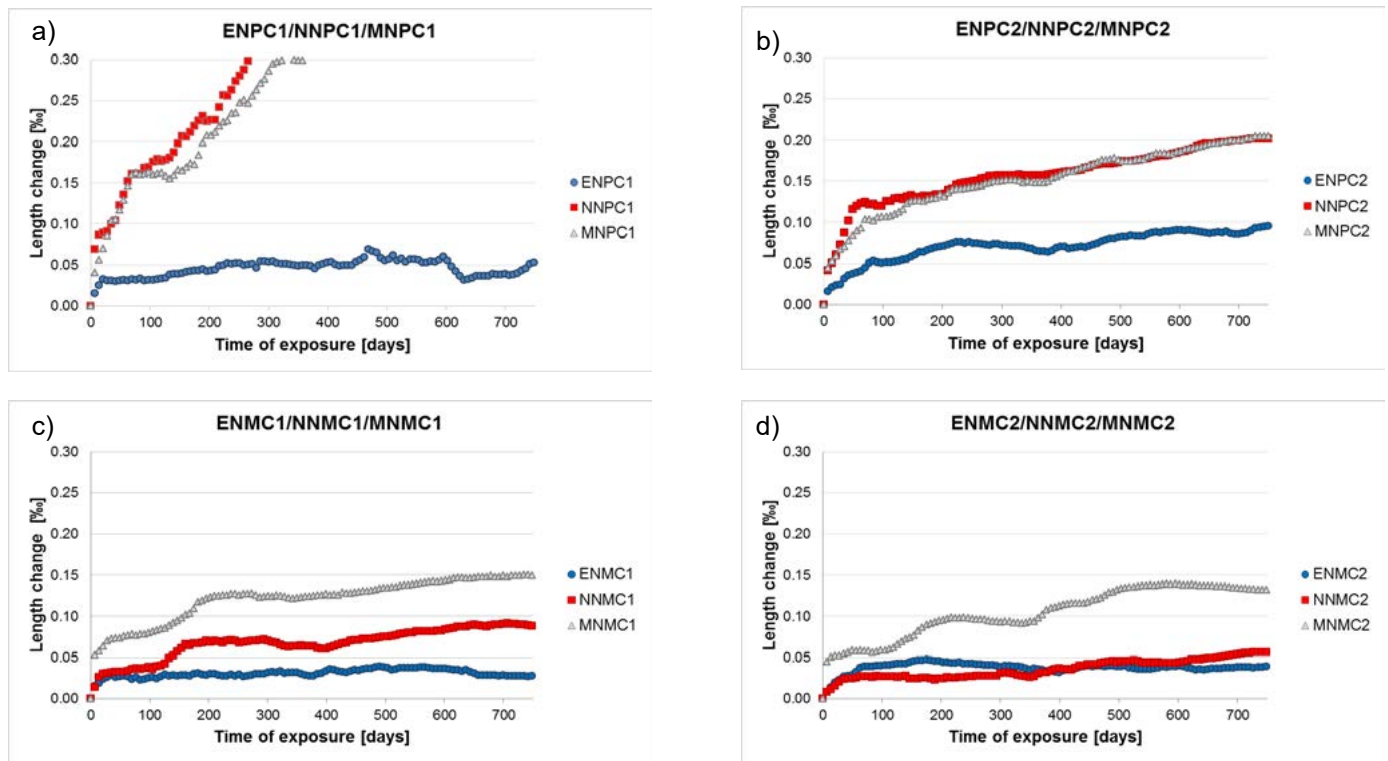 a)
ENPC1/NNPC1/MNPC1
Length change [‰]
0.30
0.25
0.20
0.15
0.10
0.05
0.00
0 100 200 300 400 500 600 700
Time of exposure [days]
ENPC1
NNPC1
MNPC1
b)
ENPC2/NNPC2/MNPC2
Length change [‰]
0.30
0.25
0.20
0.15
0.10
0.05
0.00
0 100 200 300 400 500 600 700
Time of exposure [days]
ENPC2
NNPC2
MNPC2
c)
ENMC1/NNMC1/MNMC1
Length change [‰]
0.30
0.25
0.20
0.15
0.10
0.05
0.00
0 100 200 300 400 500 600 700
Time of exposure [days]
ENMC1
NNMC1
MNMC1
d)
ENMC2/NNMC2/MNMC2
Length change [‰]
0.30
0.25
0.20
0.15
0.10
0.05
0.00
0 100 200 300 400 500 600 700
Time of exposure [days]
ENMC2
NNMC2
MNMC2